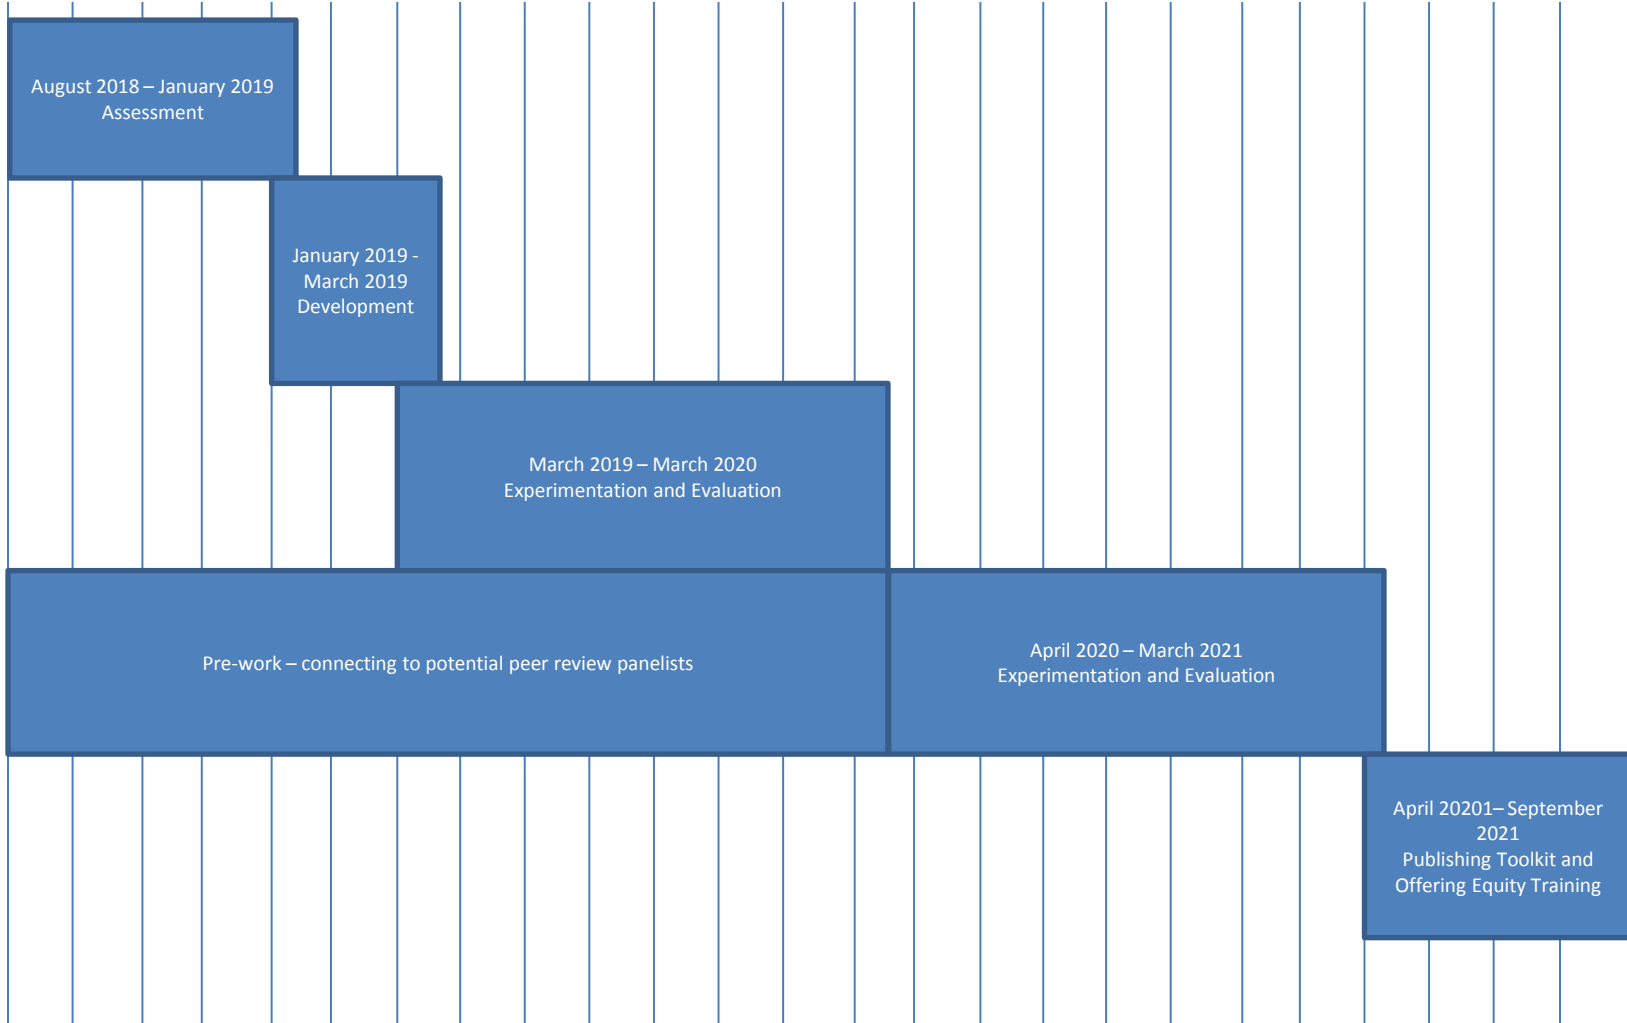 August 2018 – January 2019
Assessment
January 2019 -
March 2019
Development
March 2019 – March 2020
Experimentation and Evaluation
Pre-work – connecting to potential peer review panelists
April 2020 – March 2021
Experimentation and Evaluation
April 20201– September
2021
Publishing Toolkit and
Offering Equity Training